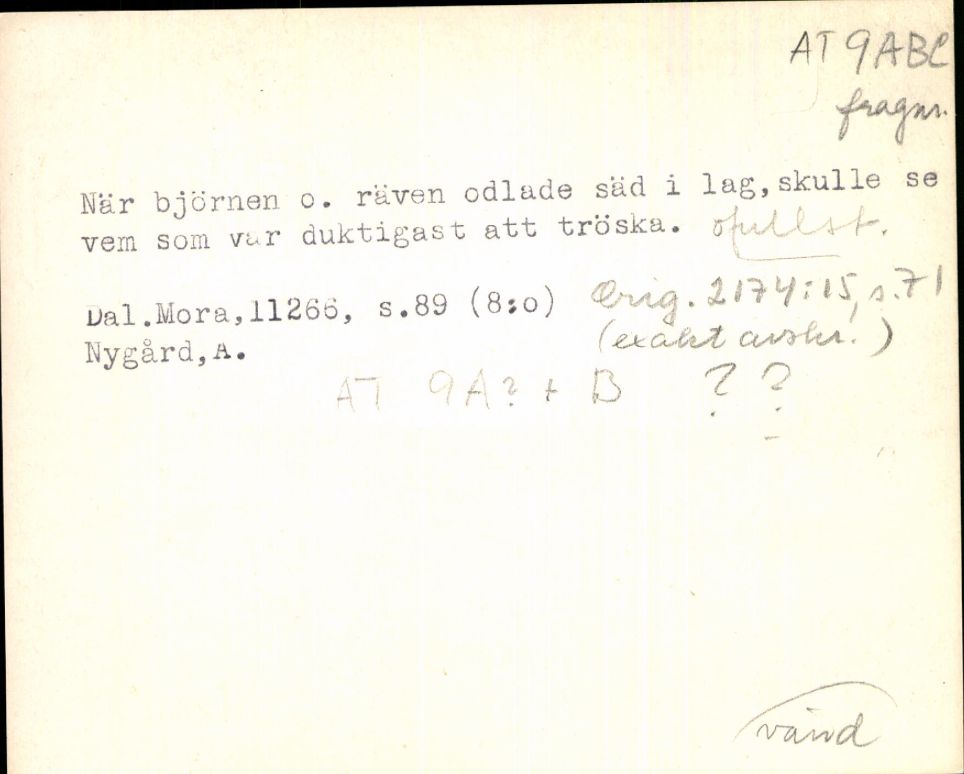 AT 9ABC
fragm.
När björnen o. räven odlade säd i lag,skulle se
vem som var duktigast att tröska. ofullst.
Dal.Mora,11266, s.89 (8:o) Orig. 2174:15, s.71
Nygård,A. (exakt avskr.)
AT 9A? + B ? ?
vänd